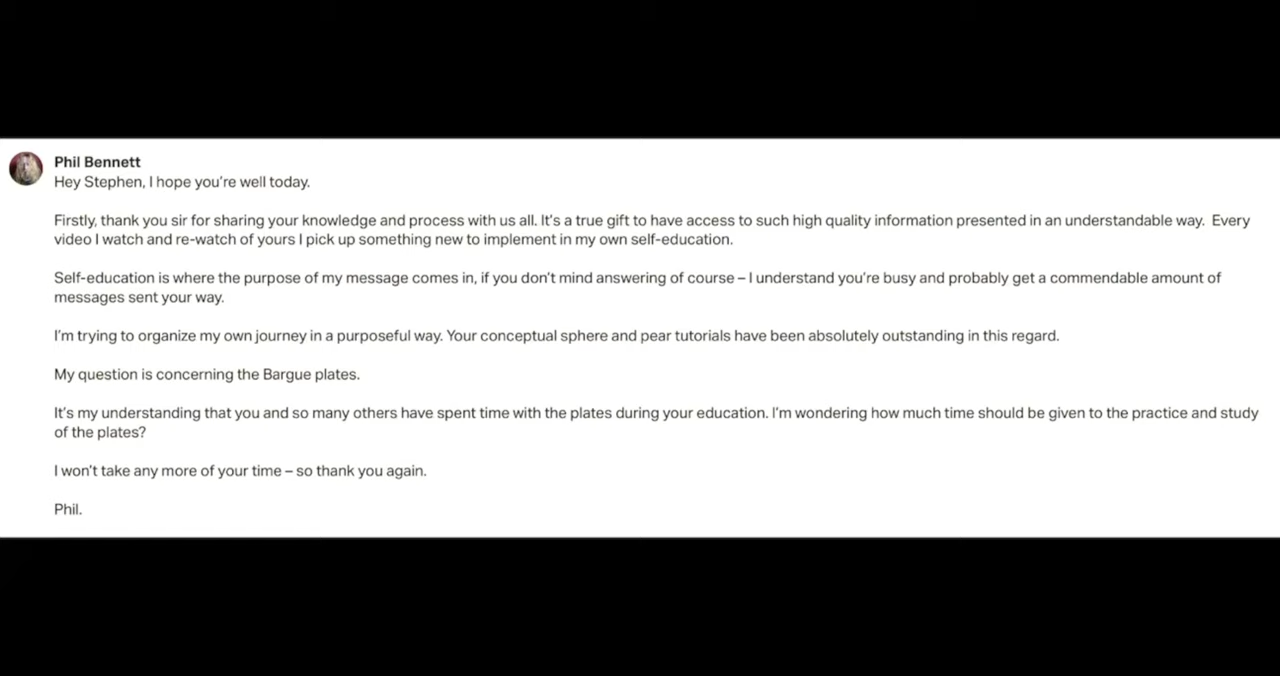 Phil Bennett
Hey Stephen, I hope you're well today.
Firstly, thank you sir for sharing your knowledge and process with us all. It's a true gift to have access to such high quality information presented in an understandable way.  Every
video I watch and re-watch of yours I pick up something new to implement in my own self-education.
Self-education is where the purpose of my message comes in, if you don't mind answering of course – I understand you're busy and probably get a commendable amount of
messages sent your way.
I'm trying to organize my own journey in a purposeful way. Your conceptual sphere and pear tutorials have been absolutely outstanding in this regard.
My question is concerning the Bargue plates.
It's my understanding that you and so many others have spent time with the plates during your education. I'm wondering how much time should be given to the practice and study
of the plates?
I won't take any more of your time – so thank you again.
Phil.